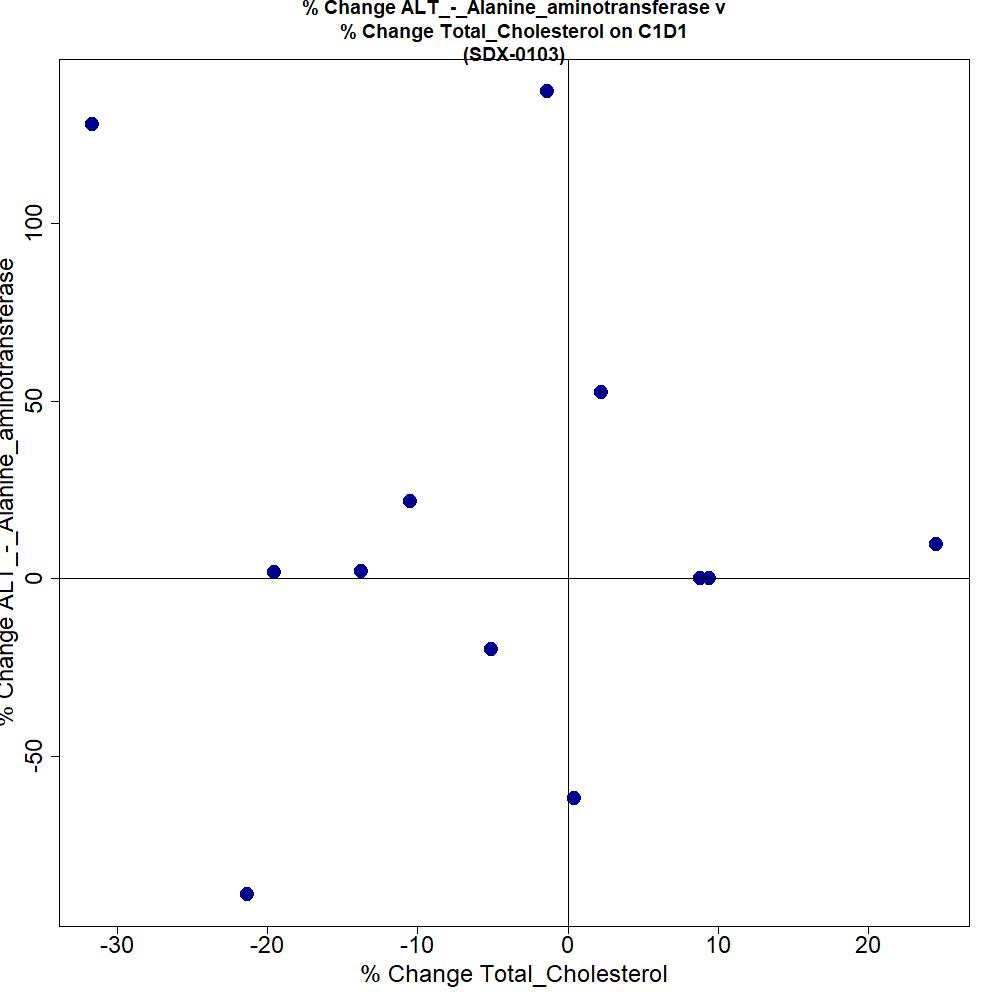 % Change ALT_-_Alanine_aminotransferase v
% Change Total_Cholesterol on C1D1
(SDX-0103)
% Change ALT_-_Alanine_aminotransferase
100
50
0
-50
-30
-20
-10
0
10
20
% Change Total_Cholesterol